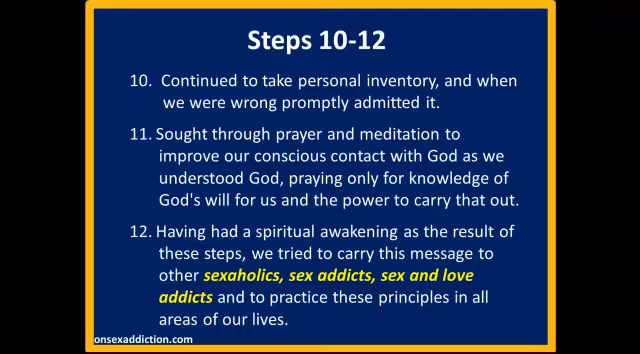 Steps 10-12
10. Continued to take personal inventory, and when
we were wrong promptly admitted it.
11. Sought through prayer and meditation to
improve our conscious contact with God as we
understood God, praying only for knowledge of
God's will for us and the power to carry that out.
12. Having had a spiritual awakening as the result of
these steps, we tried to carry this message to
other sexaholics, sex addicts, sex and love
addicts and to practice these principles in all
areas of our lives.
onsexaddiction.com